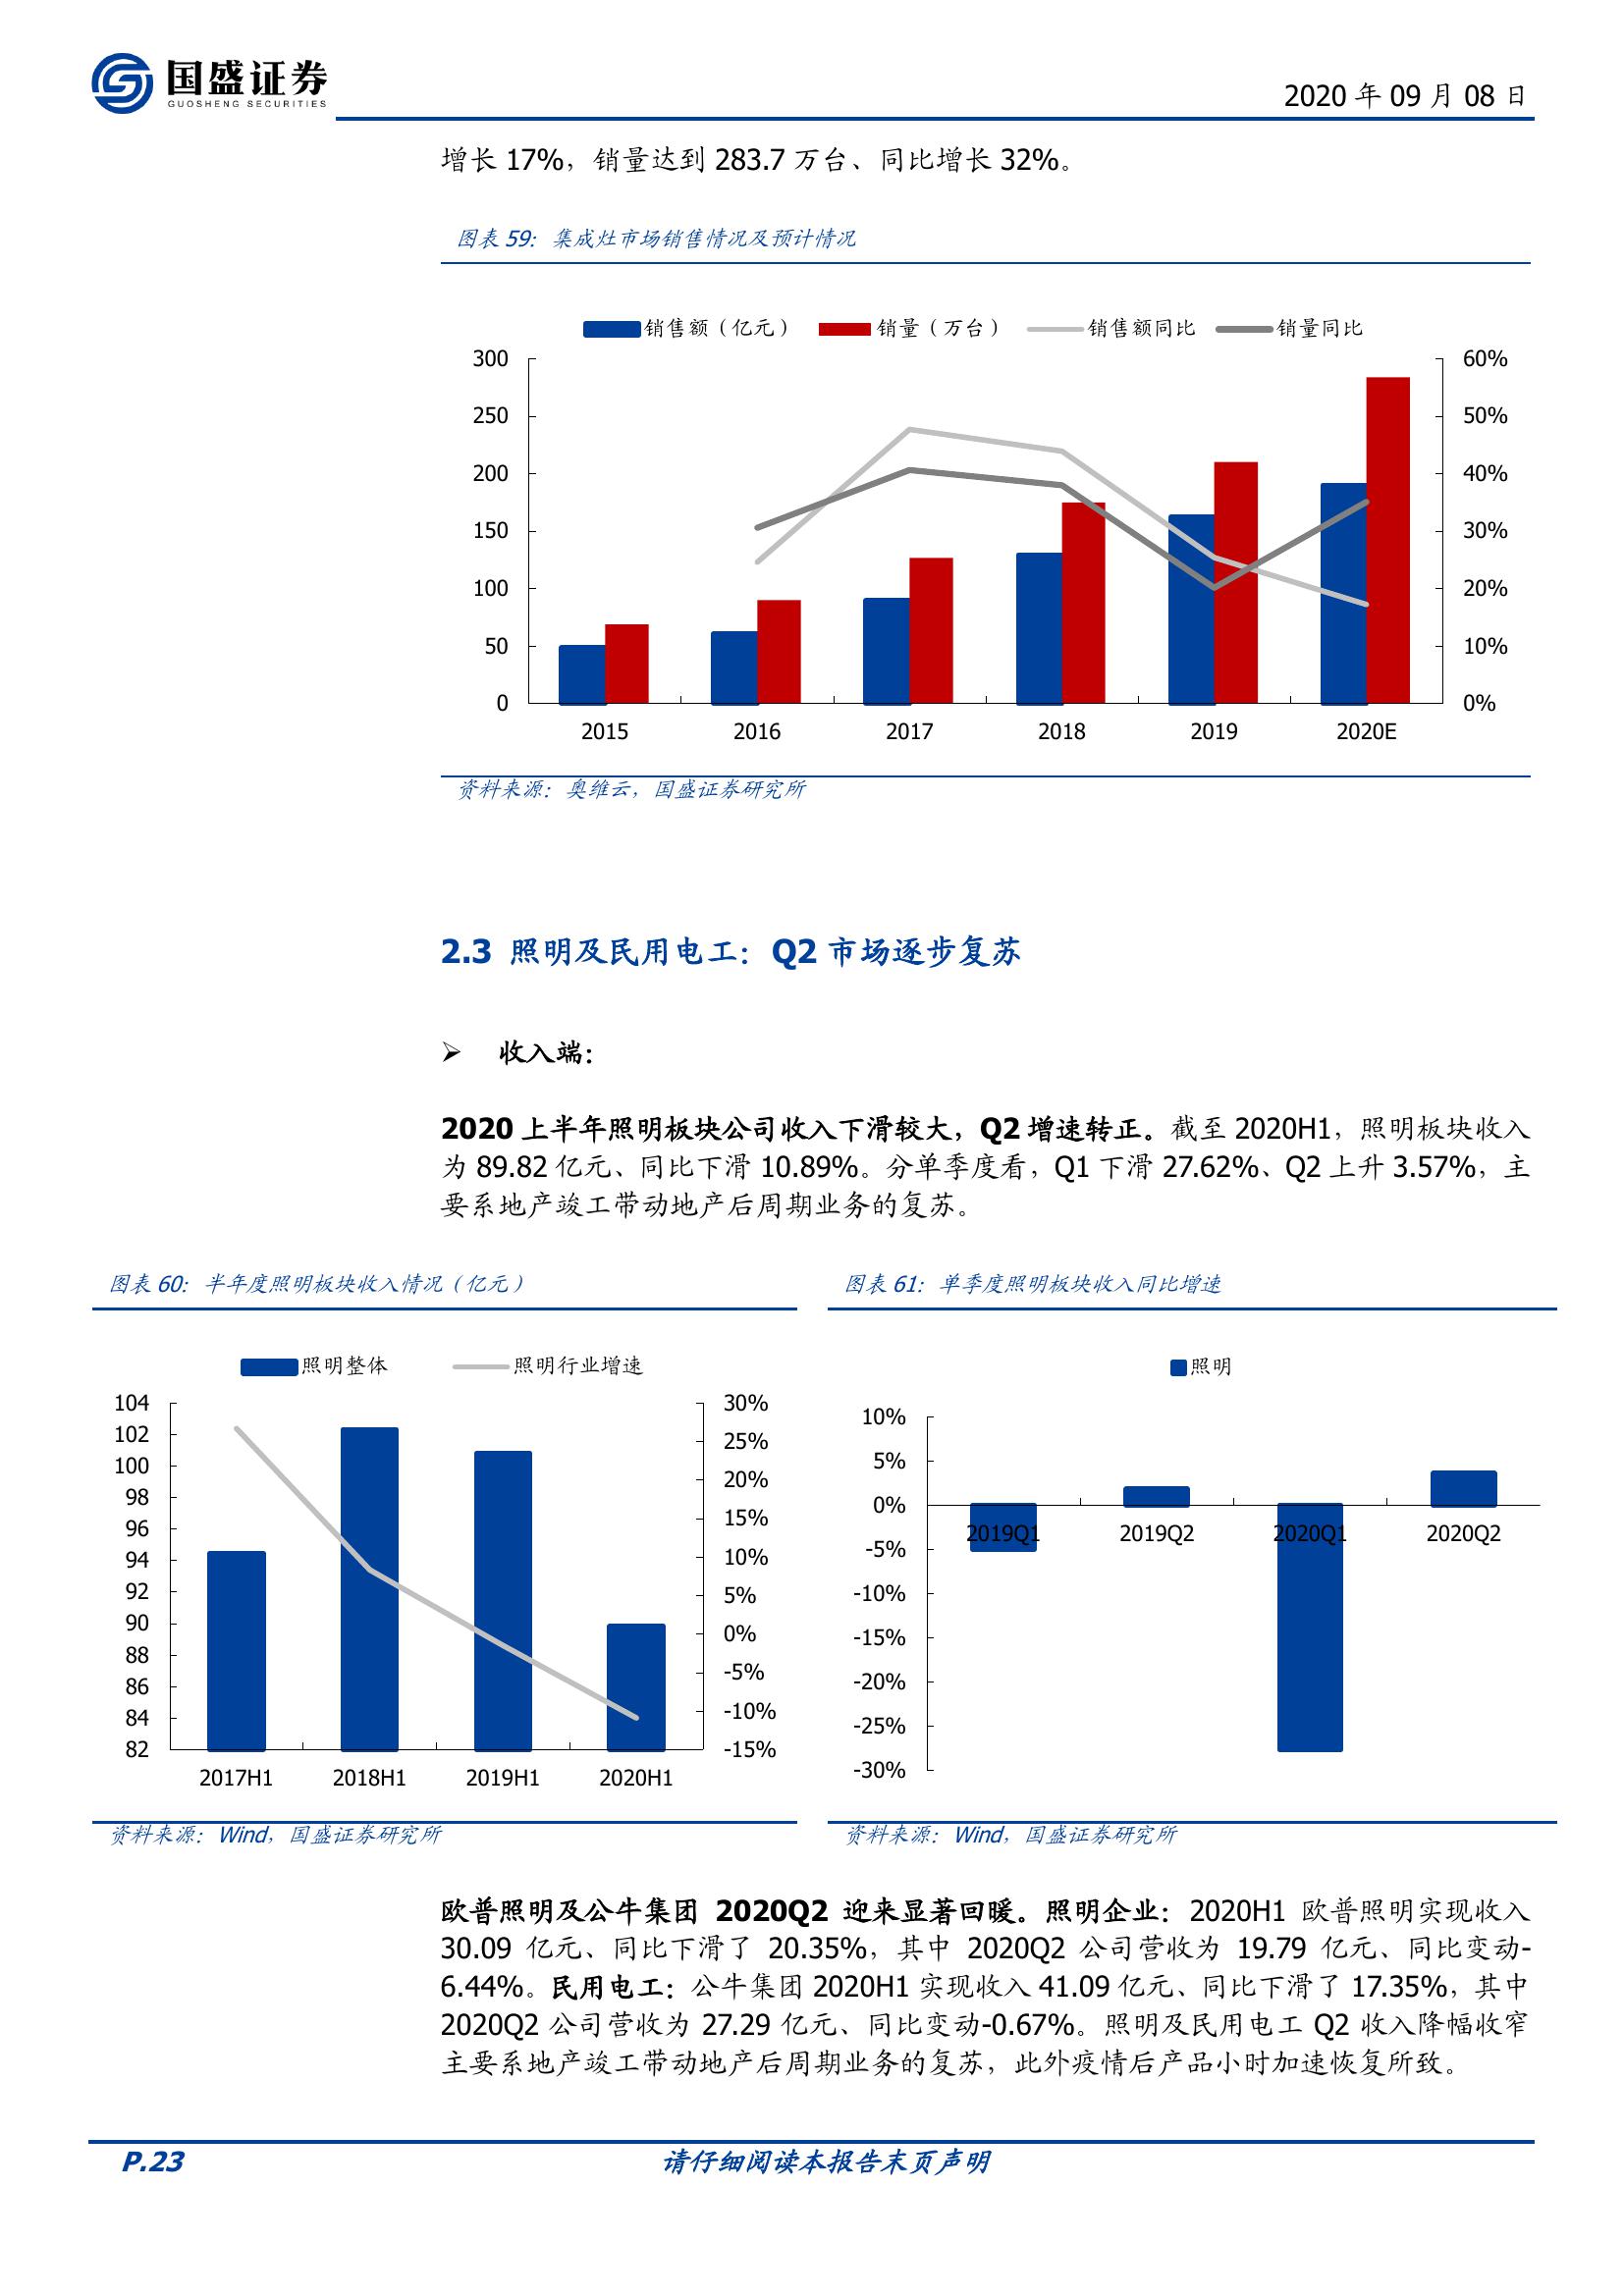 国盛证券
GUOSHENG SECURITIES
2020 年 09 月 08 日
增长 17%，销量达到 283.7 万台、同比增长 32%。
图表 59：集成灶市场销售情况及预计情况
销售额（亿元） 销量（万台） 销售额同比 销量同比
300 60%
250 50%
200 40%
150 30%
100 20%
50 10%
0 0%
2015 2016 2017 2018 2019 2020E
资料来源：奥维云，国盛证券研究所
2.3 照明及民用电工：Q2 市场逐步复苏
➢ 收入端：
2020 上半年照明板块公司收入下滑较大，Q2 增速转正。截至 2020H1，照明板块收入
为 89.82 亿元、同比下滑 10.89%。分单季度看，Q1 下滑 27.62%、Q2 上升 3.57%，主
要系地产竣工带动地产后周期业务的复苏。
图表 60：半年度照明板块收入情况（亿元）
照明整体 照明行业增速
104 30%
102 25%
100 20%
98 15%
96 10%
94 5%
92 0%
90 -5%
88 -10%
86 -15%
84
82
2017H1 2018H1 2019H1 2020H1
资料来源：Wind，国盛证券研究所
图表 61：单季度照明板块收入同比增速
照明
10%
5%
0%
-5%
-10%
-15%
-20%
-25%
-30%
2019Q1 2019Q2 2020Q1 2020Q2
资料来源：Wind，国盛证券研究所
欧普照明及公牛集团 2020Q2 迎来显著回暖。照明企业：2020H1 欧普照明实现收入
30.09 亿元、同比下滑了 20.35%，其中 2020Q2 公司营收为 19.79 亿元、同比变动-
6.44%。民用电工：公牛集团 2020H1 实现收入 41.09 亿元、同比下滑了 17.35%，其中
2020Q2 公司营收为 27.29 亿元、同比变动-0.67%。照明及民用电工 Q2 收入降幅收窄
主要系地产竣工带动地产后周期业务的复苏，此外疫情后产品小时加速恢复所致。
P.23
请仔细阅读本报告末页声明